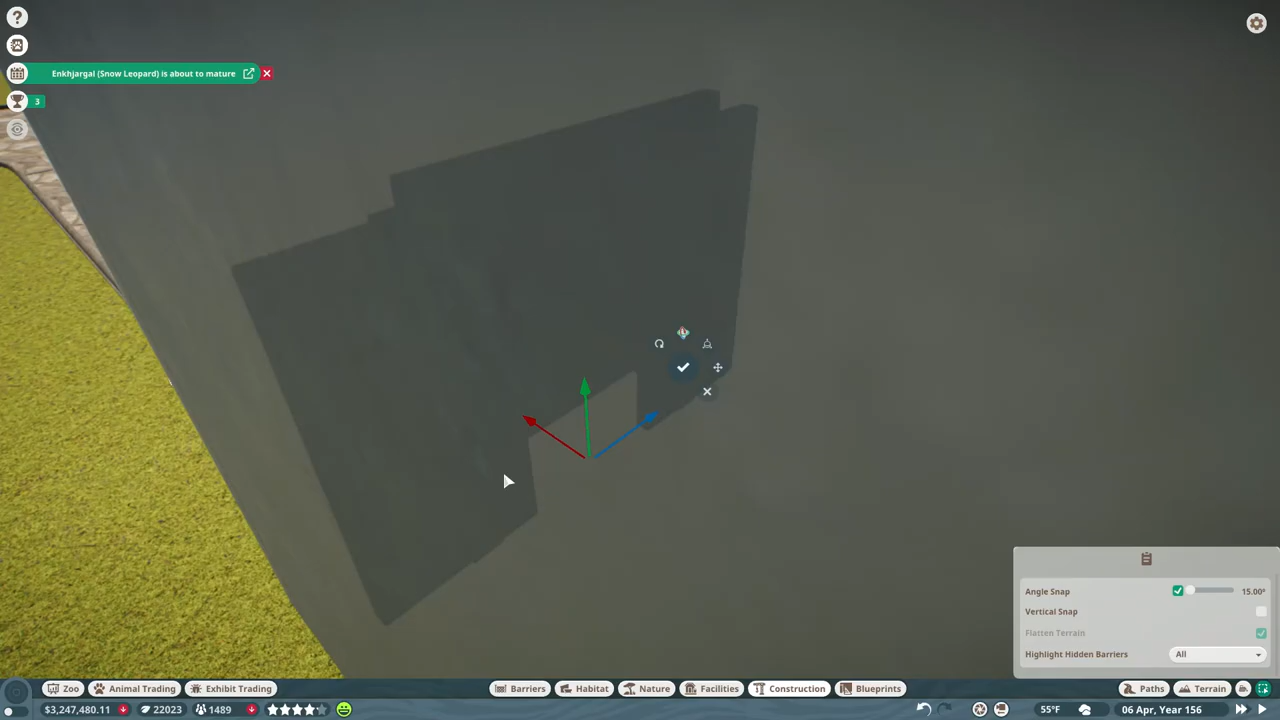 ?
Enkhjargal (Snow Leopard) is about to mature
3
Angle Snap 15.00°
Vertical Snap
Flatten Terrain
Highlight Hidden Barriers All
Zoo Animal Trading Exhibit Trading Barriers Habitat Nature Facilities Construction Blueprints Paths Terrain
$3,247,480.11 22023 1489 55°F 06 Apr, Year 156